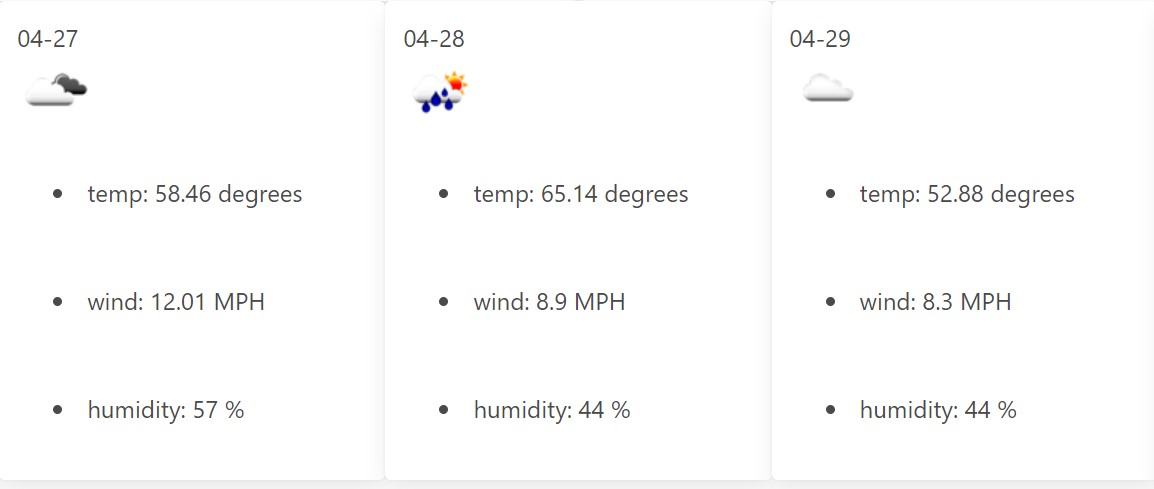 04-27
temp: 58.46 degrees
wind: 12.01 MPH
humidity: 57 %
04-28
temp: 65.14 degrees
wind: 8.9 MPH
humidity: 44 %
04-29
temp: 52.88 degrees
wind: 8.3 MPH
humidity: 44 %